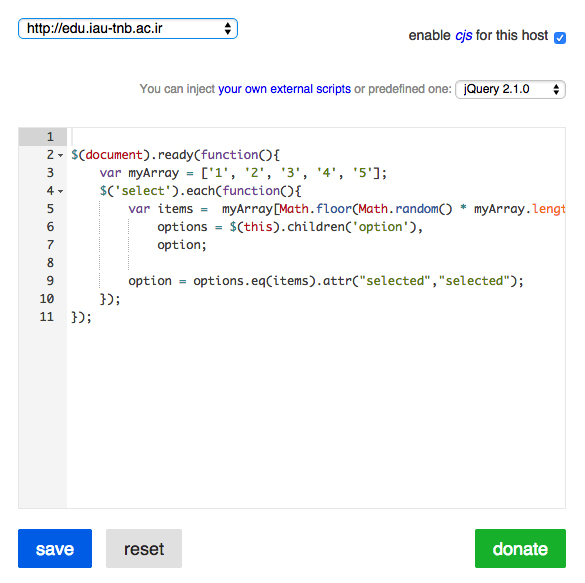 http://edu.iau-tnb.ac.ir
enable cjs for this host
You can inject your own external scripts or predefined one: jQuery 2.1.0
1
2 $(document).ready(function(){
3 var myArray = ['1', '2', '3', '4', '5'];
4 $('select').each(function(){
5 var items = myArray[Math.floor(Math.random() * myArray.lengt
6 options = $(this).children('option'),
7 option;
8
9 option = options.eq(items).attr("selected","selected");
10 });
11 });
save reset donate